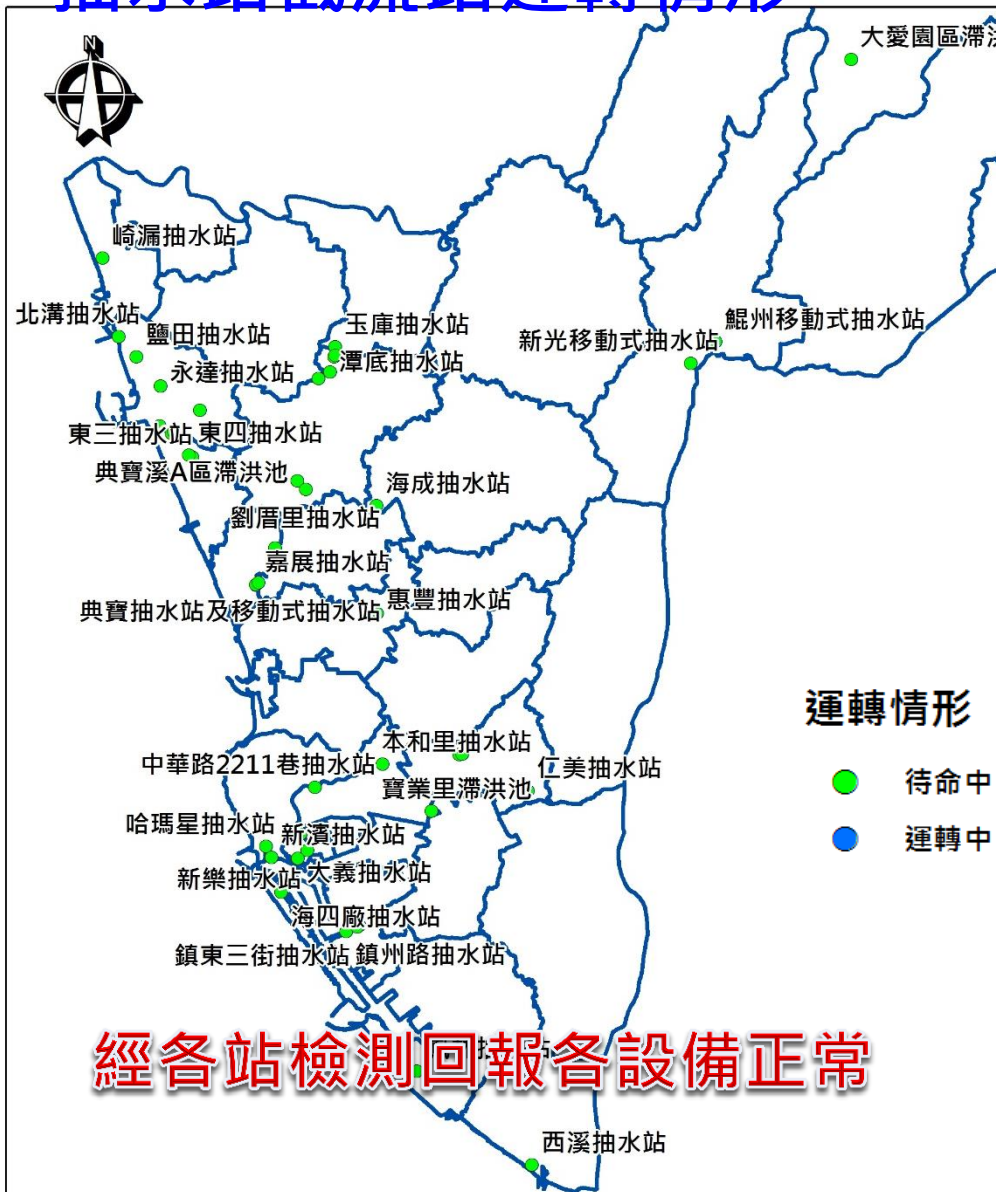 抽水站截流站運轉情形
N
大愛園區滯洪
崎漏抽水站
北溝抽水站
鹽田抽水站
玉庫抽水站
鯤州移動式抽水站
新光移動式抽水站
永達抽水站
潭底抽水站
東三抽水站
東四抽水站
典寶溪A區滯洪池
海成抽水站
劉厝里抽水站
嘉展抽水站
典寶抽水站及移動式抽水站
惠豐抽水站
運轉情形
待命中
運轉中
本和里抽水站
中華路2211巷抽水站
仁美抽水站
寶業里滯洪池
哈瑪星抽水站
新濱抽水站
新樂抽水站
大義抽水站
海四廠抽水站
鎮東三街抽水站
鎮州路抽水站
經各站檢測回報各設備正常
西溪抽水站